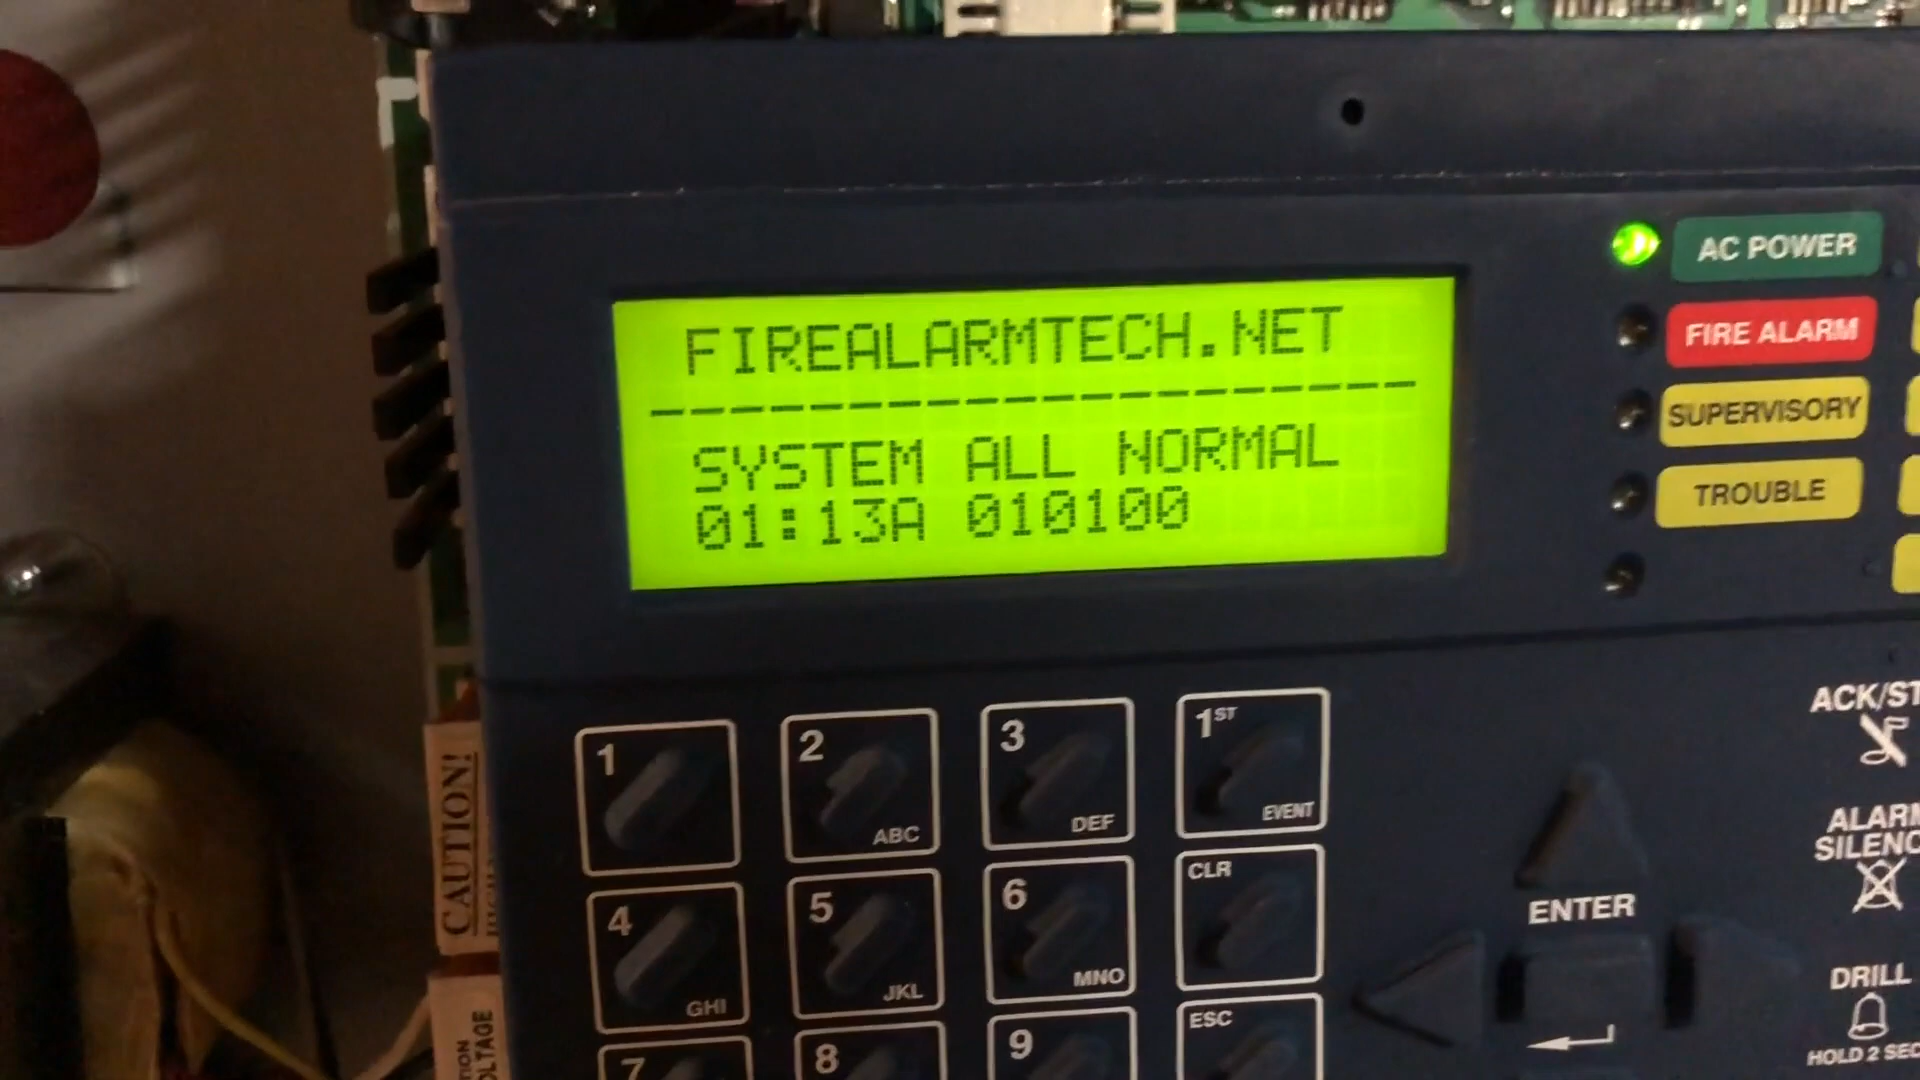 FIREALARMTECH.NET
--------------------
SYSTEM ALL NORMAL
01:13A 010100
AC POWER
FIRE ALARM
SUPERVISORY
TROUBLE
1
2
ABC
3
DEF
1ST
EVENT
4
GHI
5
JKL
6
MNO
CLR
7
8
9
ESC
ENTER
ACK/ST
ALARM
SILENC
DRILL
HOLD 2 SEC
CAUTION!